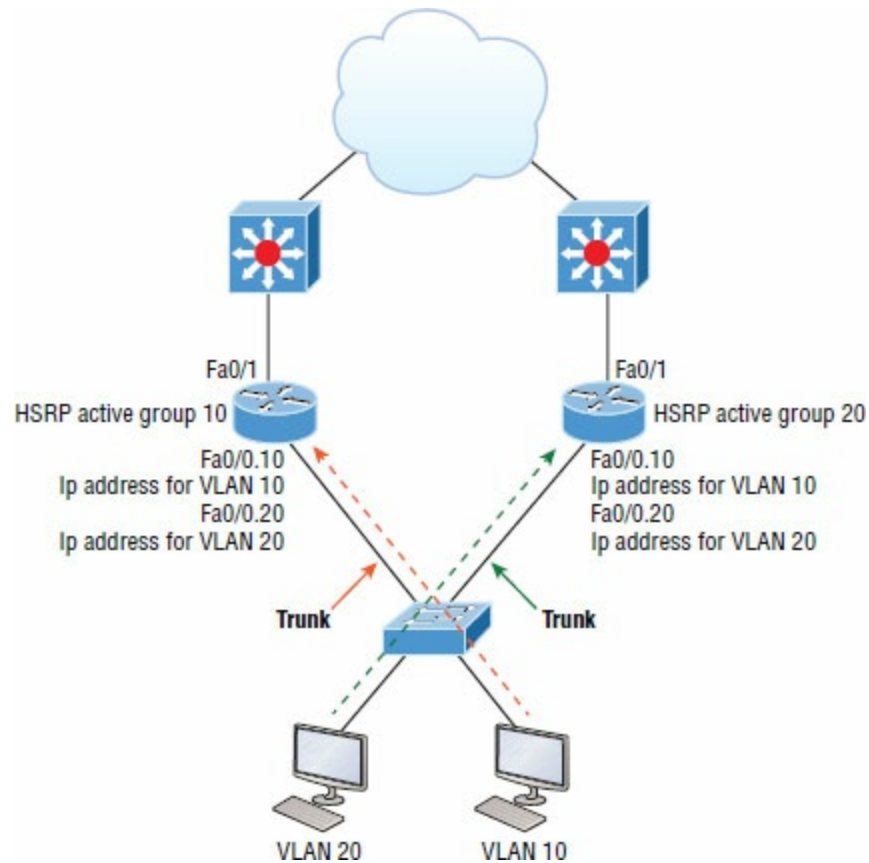 Fa0/1
Fa0/1
HSRP active group 10
HSRP active group 20
Fa0/0.10
Ip address for VLAN 10
Fa0/0.20
Ip address for VLAN 20
Fa0/0.10
Ip address for VLAN 10
Fa0/0.20
Ip address for VLAN 20
Trunk
Trunk
VLAN 20
VLAN 10